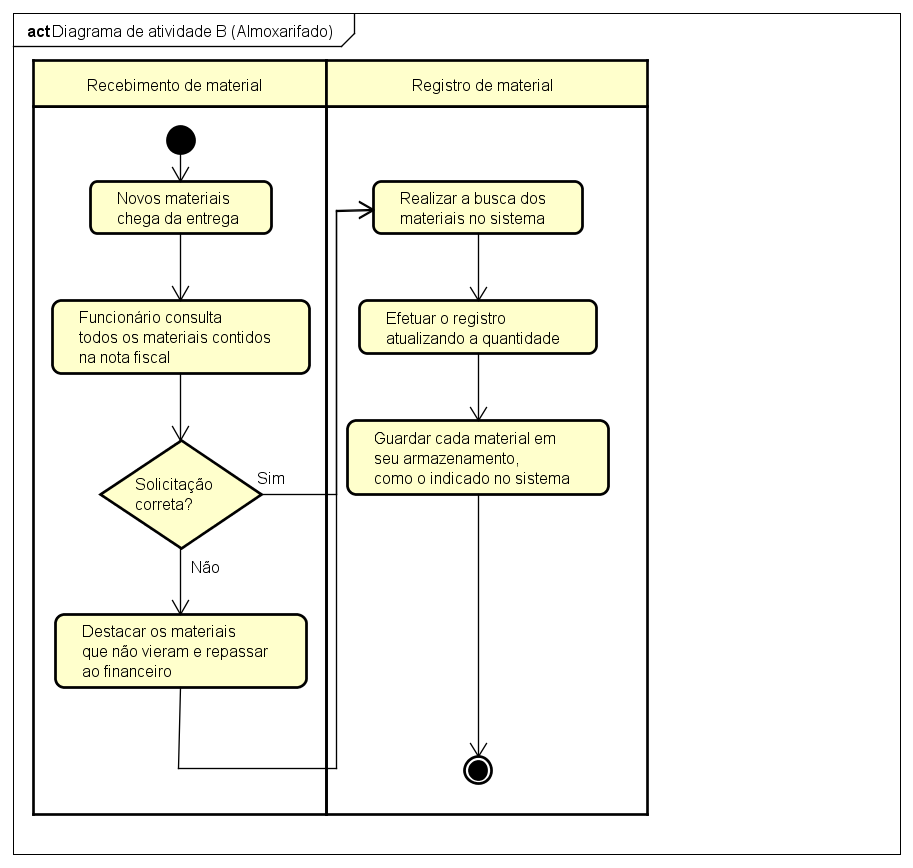 act Diagrama de atividade B (Almoxarifado)
Recebimento de material
Registro de material
Novos materiais
chega da entrega
Funcionário consulta
todos os materiais contidos
na nota fiscal
Solicitação
correta?
Sim
Não
Destacar os materiais
que não vieram e repassar
ao financeiro
Realizar a busca dos
materiais no sistema
Efetuar o registro
atualizando a quantidade
Guardar cada material em
seu armazenamento,
como o indicado no sistema